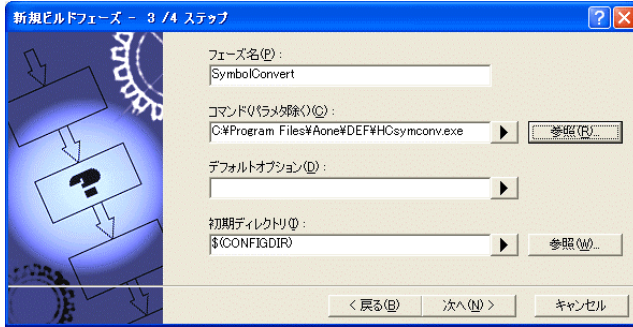 新規ビルドフェーズ - 3 /4 ステップ
フェーズ名(P) :
SymbolConvert
コマンド(パラメタ除く)(C) :
C:¥Program Files¥Aone¥DEF¥HCsymconv.exe
参照(R)...
デフォルトオプション(D) :
初期ディレクトリ(I) :
$(CONFIGDIR)
参照(W)...
< 戻る(B)
次へ(N) >
キャンセル